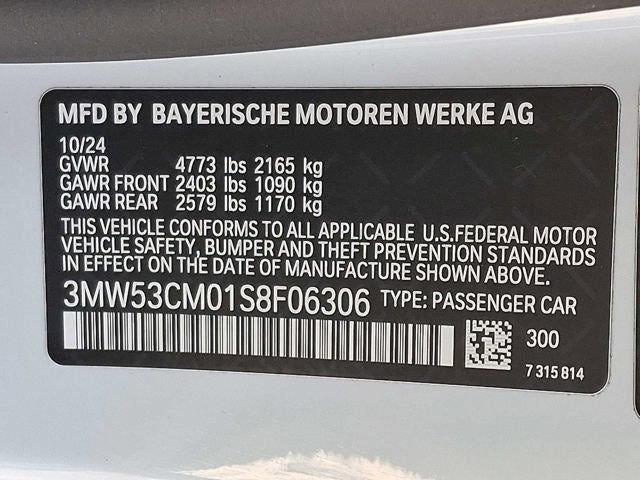 MFD BY BAYERISCHE MOTOREN WERKE AG
10/24
GVWR 4773 lbs 2165 kg
GAWR FRONT 2403 lbs 1090 kg
GAWR REAR 2579 lbs 1170 kg
THIS VEHICLE CONFORMS TO ALL APPLICABLE U.S.FEDERAL MOTOR
VEHICLE SAFETY, BUMPER AND THEFT PREVENTION STANDARDS
IN EFFECT ON THE DATE OF MANUFACTURE SHOWN ABOVE.
3MW53CM01S8F06306 TYPE: PASSENGER CAR
300
7 315 814